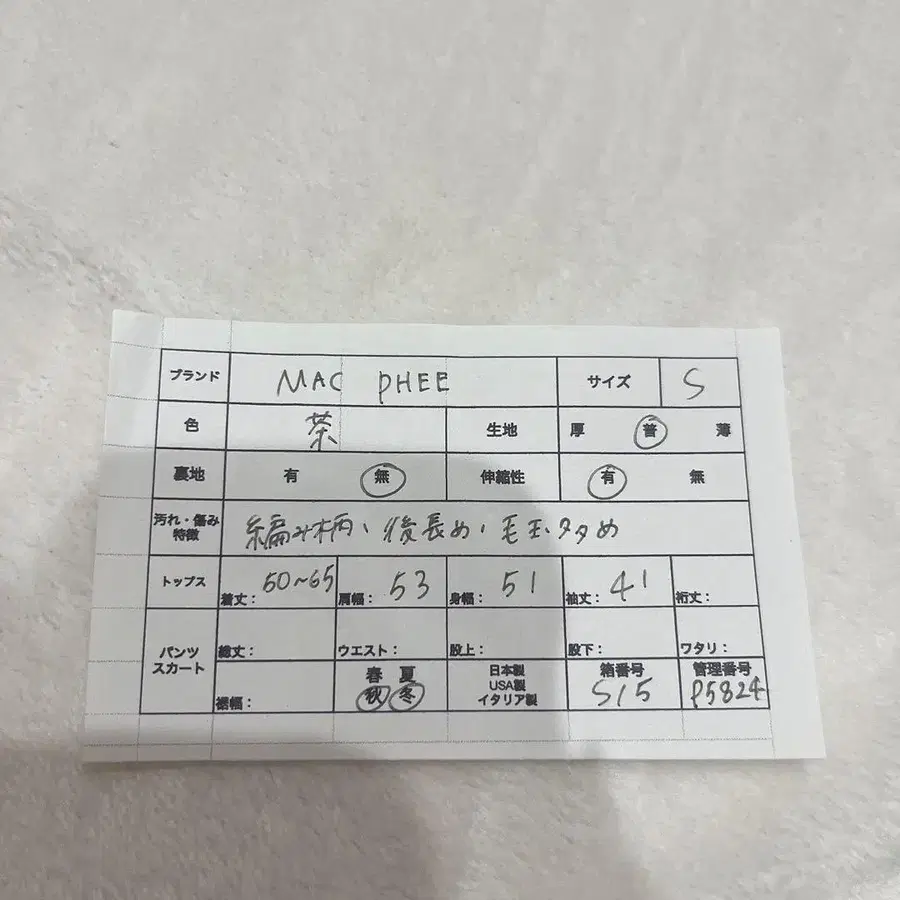 ブランド MAC PHEE サイズ S
色 茶 生地 厚 普 薄
裏地 有 無 伸縮性 有 無
汚れ・傷み
特徴 編み柄、後長め、毛玉多め
トップス 着丈： 50~65 肩幅： 53 身幅： 51 袖丈： 41 裄丈：
パンツ
スカート 総丈： ウエスト： 股上： 股下： ワタリ：
裾幅： 春 夏
秋 冬
日本製
USA製
イタリア製
箱番号
S15
管理番号
P5824